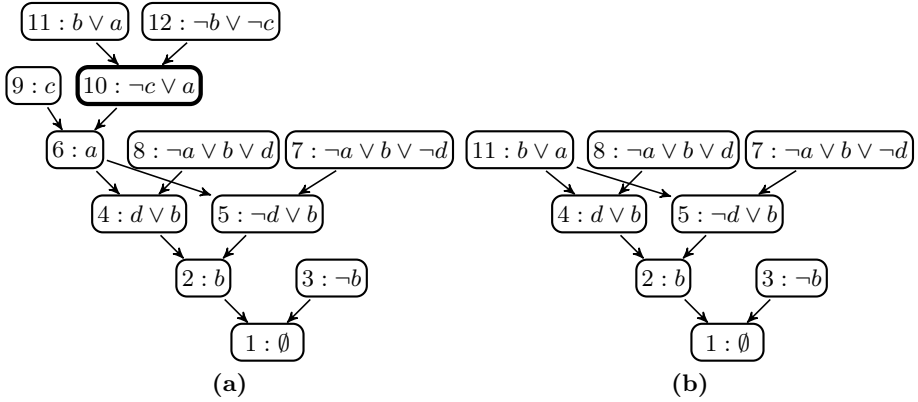 11 : b ∨ a 12 : ¬b ∨ ¬c
9 : c 10 : ¬c ∨ a
6 : a 8 : ¬a ∨ b ∨ d 7 : ¬a ∨ b ∨ ¬d 11 : b ∨ a 8 : ¬a ∨ b ∨ d 7 : ¬a ∨ b ∨ ¬d
4 : d ∨ b 5 : ¬d ∨ b 4 : d ∨ b 5 : ¬d ∨ b
2 : b 3 : ¬b 2 : b 3 : ¬b
1 : ∅ 1 : ∅
(a) (b)